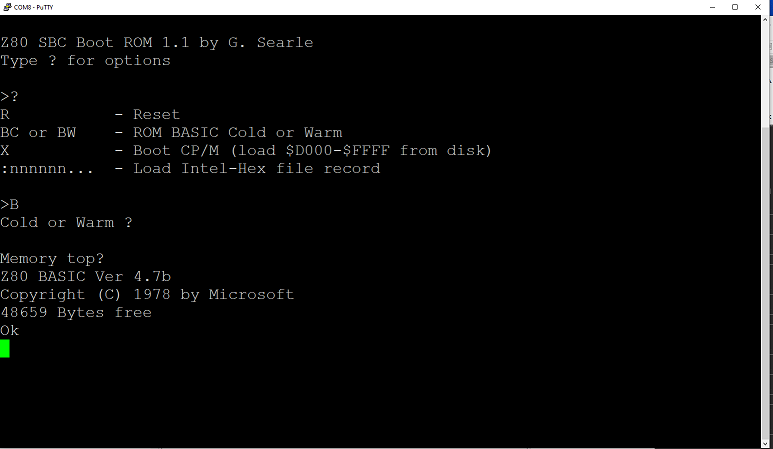 COM8 - PuTTY
Z80 SBC Boot ROM 1.1 by G. Searle
Type ? for options
>?
R - Reset
BC or BW - ROM BASIC Cold or Warm
X - Boot CP/M (load $D000-$FFFF from disk)
:nnnnnn... - Load Intel-Hex file record
>B
Cold or Warm ?
Memory top?
Z80 BASIC Ver 4.7b
Copyright (C) 1978 by Microsoft
48659 Bytes free
Ok